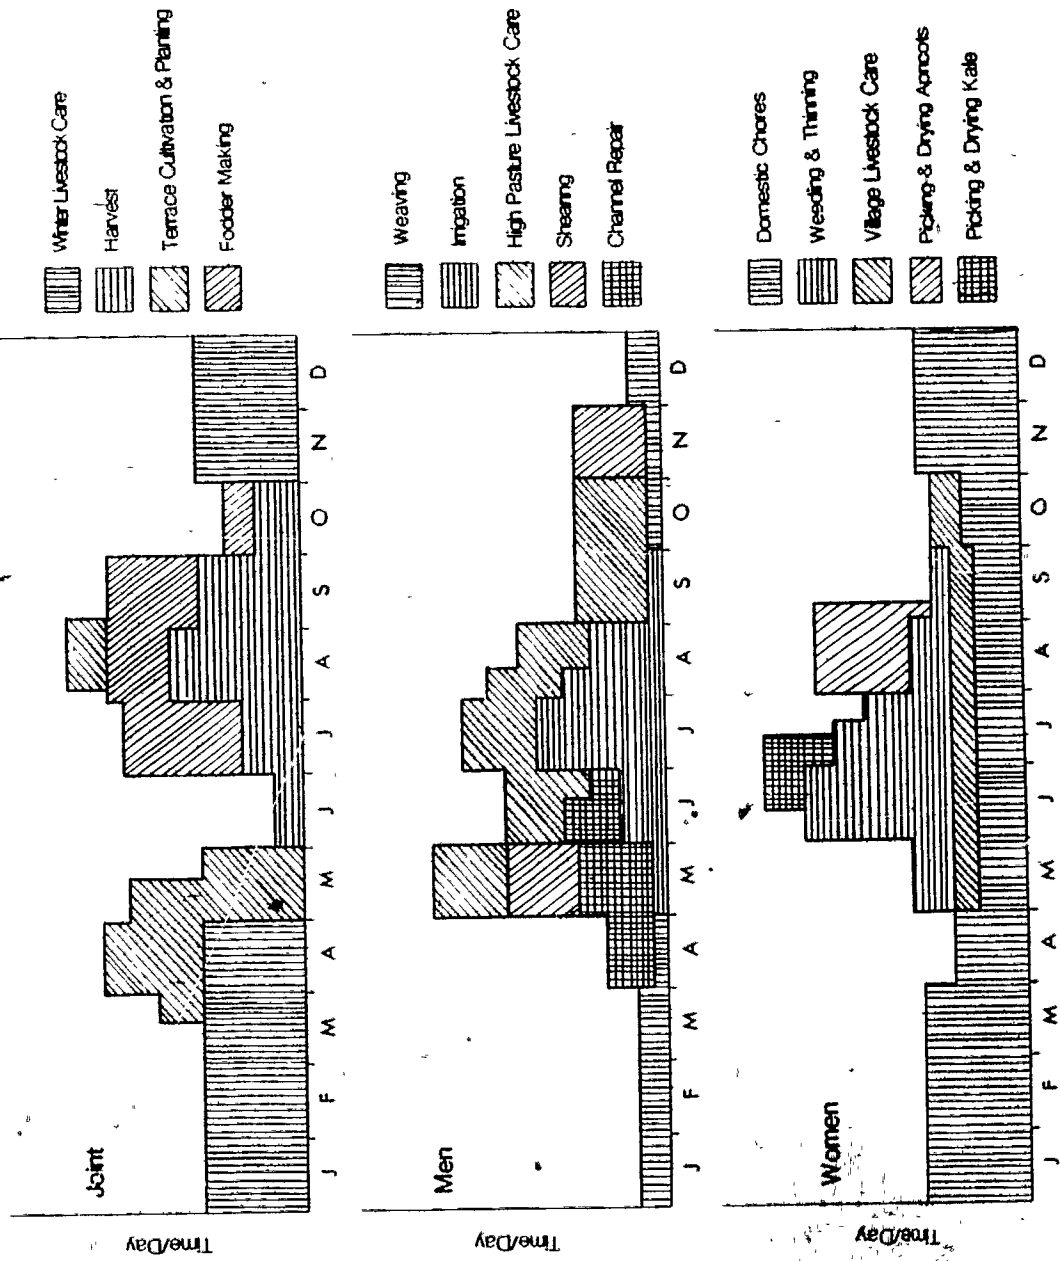 Joint
Time/Day
J F M A M J J A S O N D
Winter Livestock Care
Harvest
Terrace Cultivation & Planting
Fodder Making
Men
Time/Day
J F M A M J J A S O N D
Weaving
Irrigation
High Pasture Livestock Care
Shearing
Channel Repair
Women
Time/Day
J F M A M J J A S O N D
Domestic Chores
Weeding & Thinning
Village Livestock Care
Picking & Drying Apricots
Picking & Drying Kale